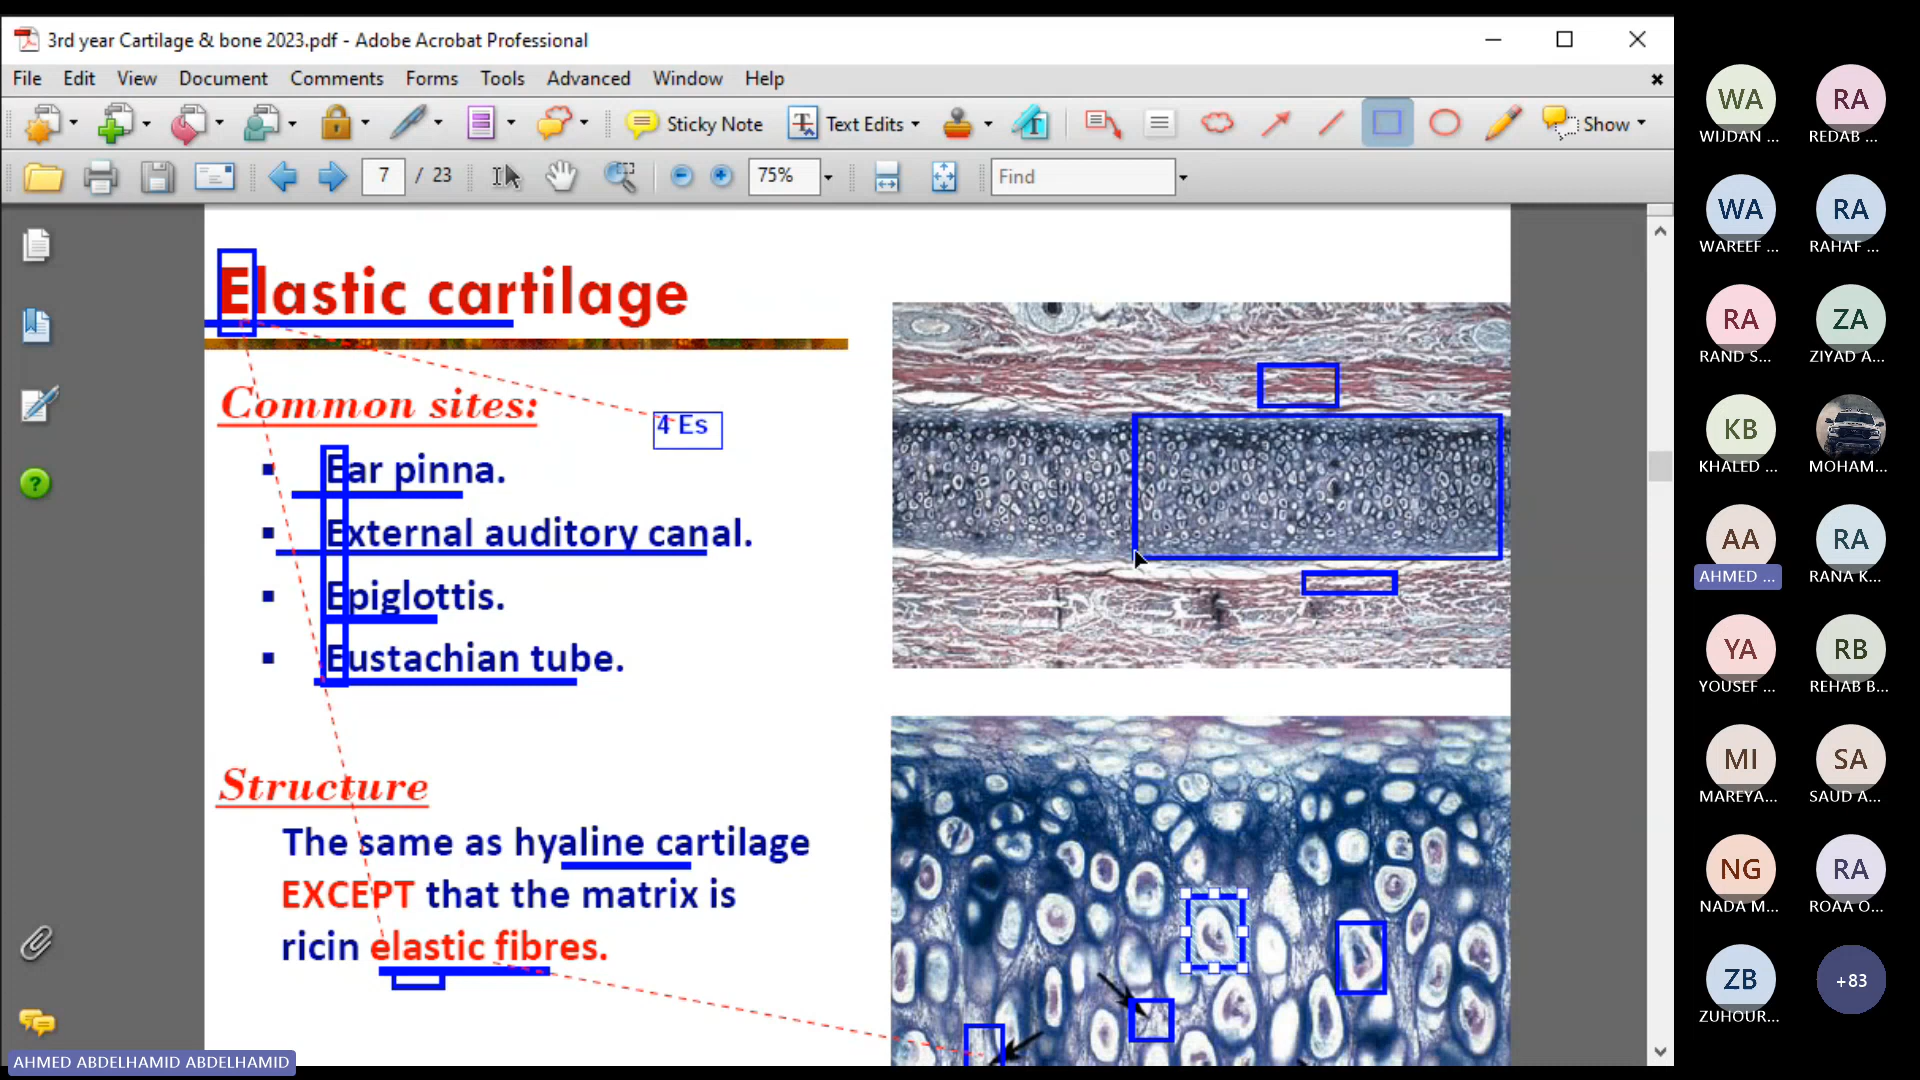 3rd year Cartilage & bone 2023.pdf - Adobe Acrobat Professional
File Edit View Document Comments Forms Tools Advanced Window Help
Sticky Note Text Edits Show
7 / 23 75% Find
Elastic cartilage
Common sites:
4 Es
Ear pinna.
External auditory canal.
Epiglottis.
Eustachian tube.
Structure
The same as hyaline cartilage
EXCEPT that the matrix is
ricin elastic fibres.
AHMED ABDELHAMID ABDELHAMID
WA RA
WIJDAN ... REDAB ...
WA RA
WAREEF ... RAHAF ...
RA ZA
RAND S... ZIYAD A...
KB
KHALED ... MOHAM...
AA RA
AHMED ... RANA K...
YA RB
YOUSEF ... REHAB B...
MI SA
MAREYA... SAUD A...
NG RA
NADA M... ROAA O...
ZB +83
ZUHOUR...